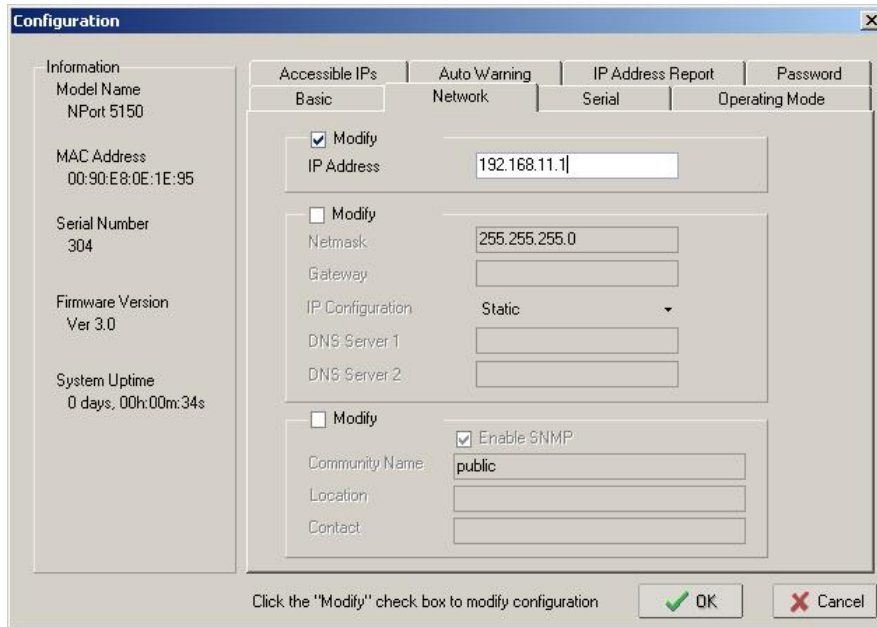 Configuration
Information
Model Name
NPort 5150
MAC Address
00:90:E8:0E:1E:95
Serial Number
304
Firmware Version
Ver 3.0
System Uptime
0 days, 00h:00m:34s
Accessible IPs
Auto Warning
IP Address Report
Password
Basic
Network
Serial
Operating Mode
Modify
IP Address
192.168.11.1
Modify
Netmask
255.255.255.0
Gateway
IP Configuration
Static
DNS Server 1
DNS Server 2
Modify
Enable SNMP
Community Name
public
Location
Contact
Click the "Modify" check box to modify configuration
OK
Cancel